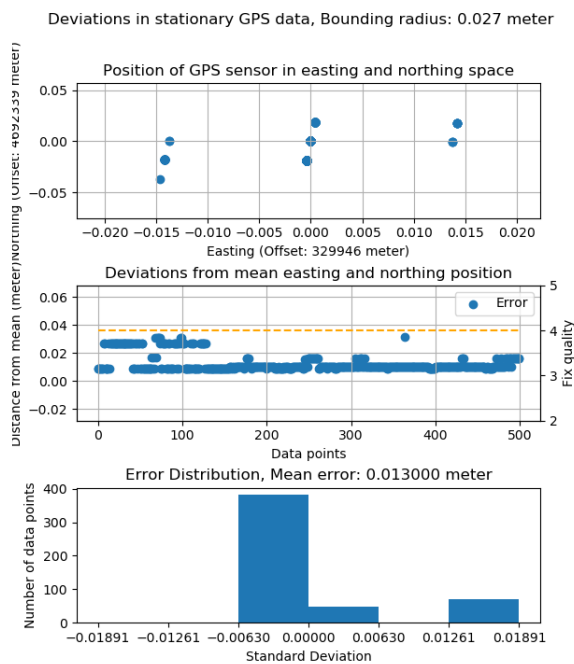 Deviations in stationary GPS data, Bounding radius: 0.027 meter
Position of GPS sensor in easting and northing space
Northing (Offset: 4692339 meter)
0.05
0.00
−0.05
−0.020 −0.015 −0.010 −0.005 0.000 0.005 0.010 0.015 0.020
Easting (Offset: 329946 meter)
Deviations from mean easting and northing position
Distance from mean (meter)
0.06
0.04
0.02
0.00
−0.02
Error
5
4
3
2
Fix quality
0 100 200 300 400 500
Data points
Error Distribution, Mean error: 0.013000 meter
Number of data points
400
300
200
100
0
−0.01891 −0.01261 −0.00630 0.00000 0.00630 0.01261 0.01891
Standard Deviation